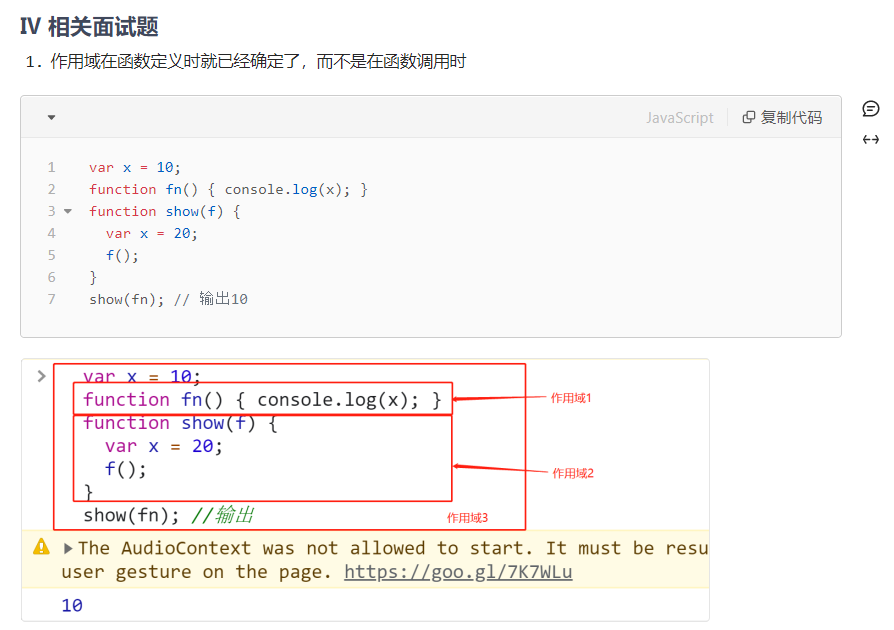 IV 相关面试题
1. 作用域在函数定义时就已经确定了，而不是在函数调用时
JavaScript 复制代码
1 var x = 10;
2 function fn() { console.log(x); }
3 function show(f) {
4 var x = 20;
5 f();
6 }
7 show(fn); // 输出10
var x = 10;
function fn() { console.log(x); } 作用域1
function show(f) {
var x = 20;
f(); 作用域2
}
show(fn); //输出 作用域3
The AudioContext was not allowed to start. It must be resu
user gesture on the page. https://goo.gl/7K7WLu
10